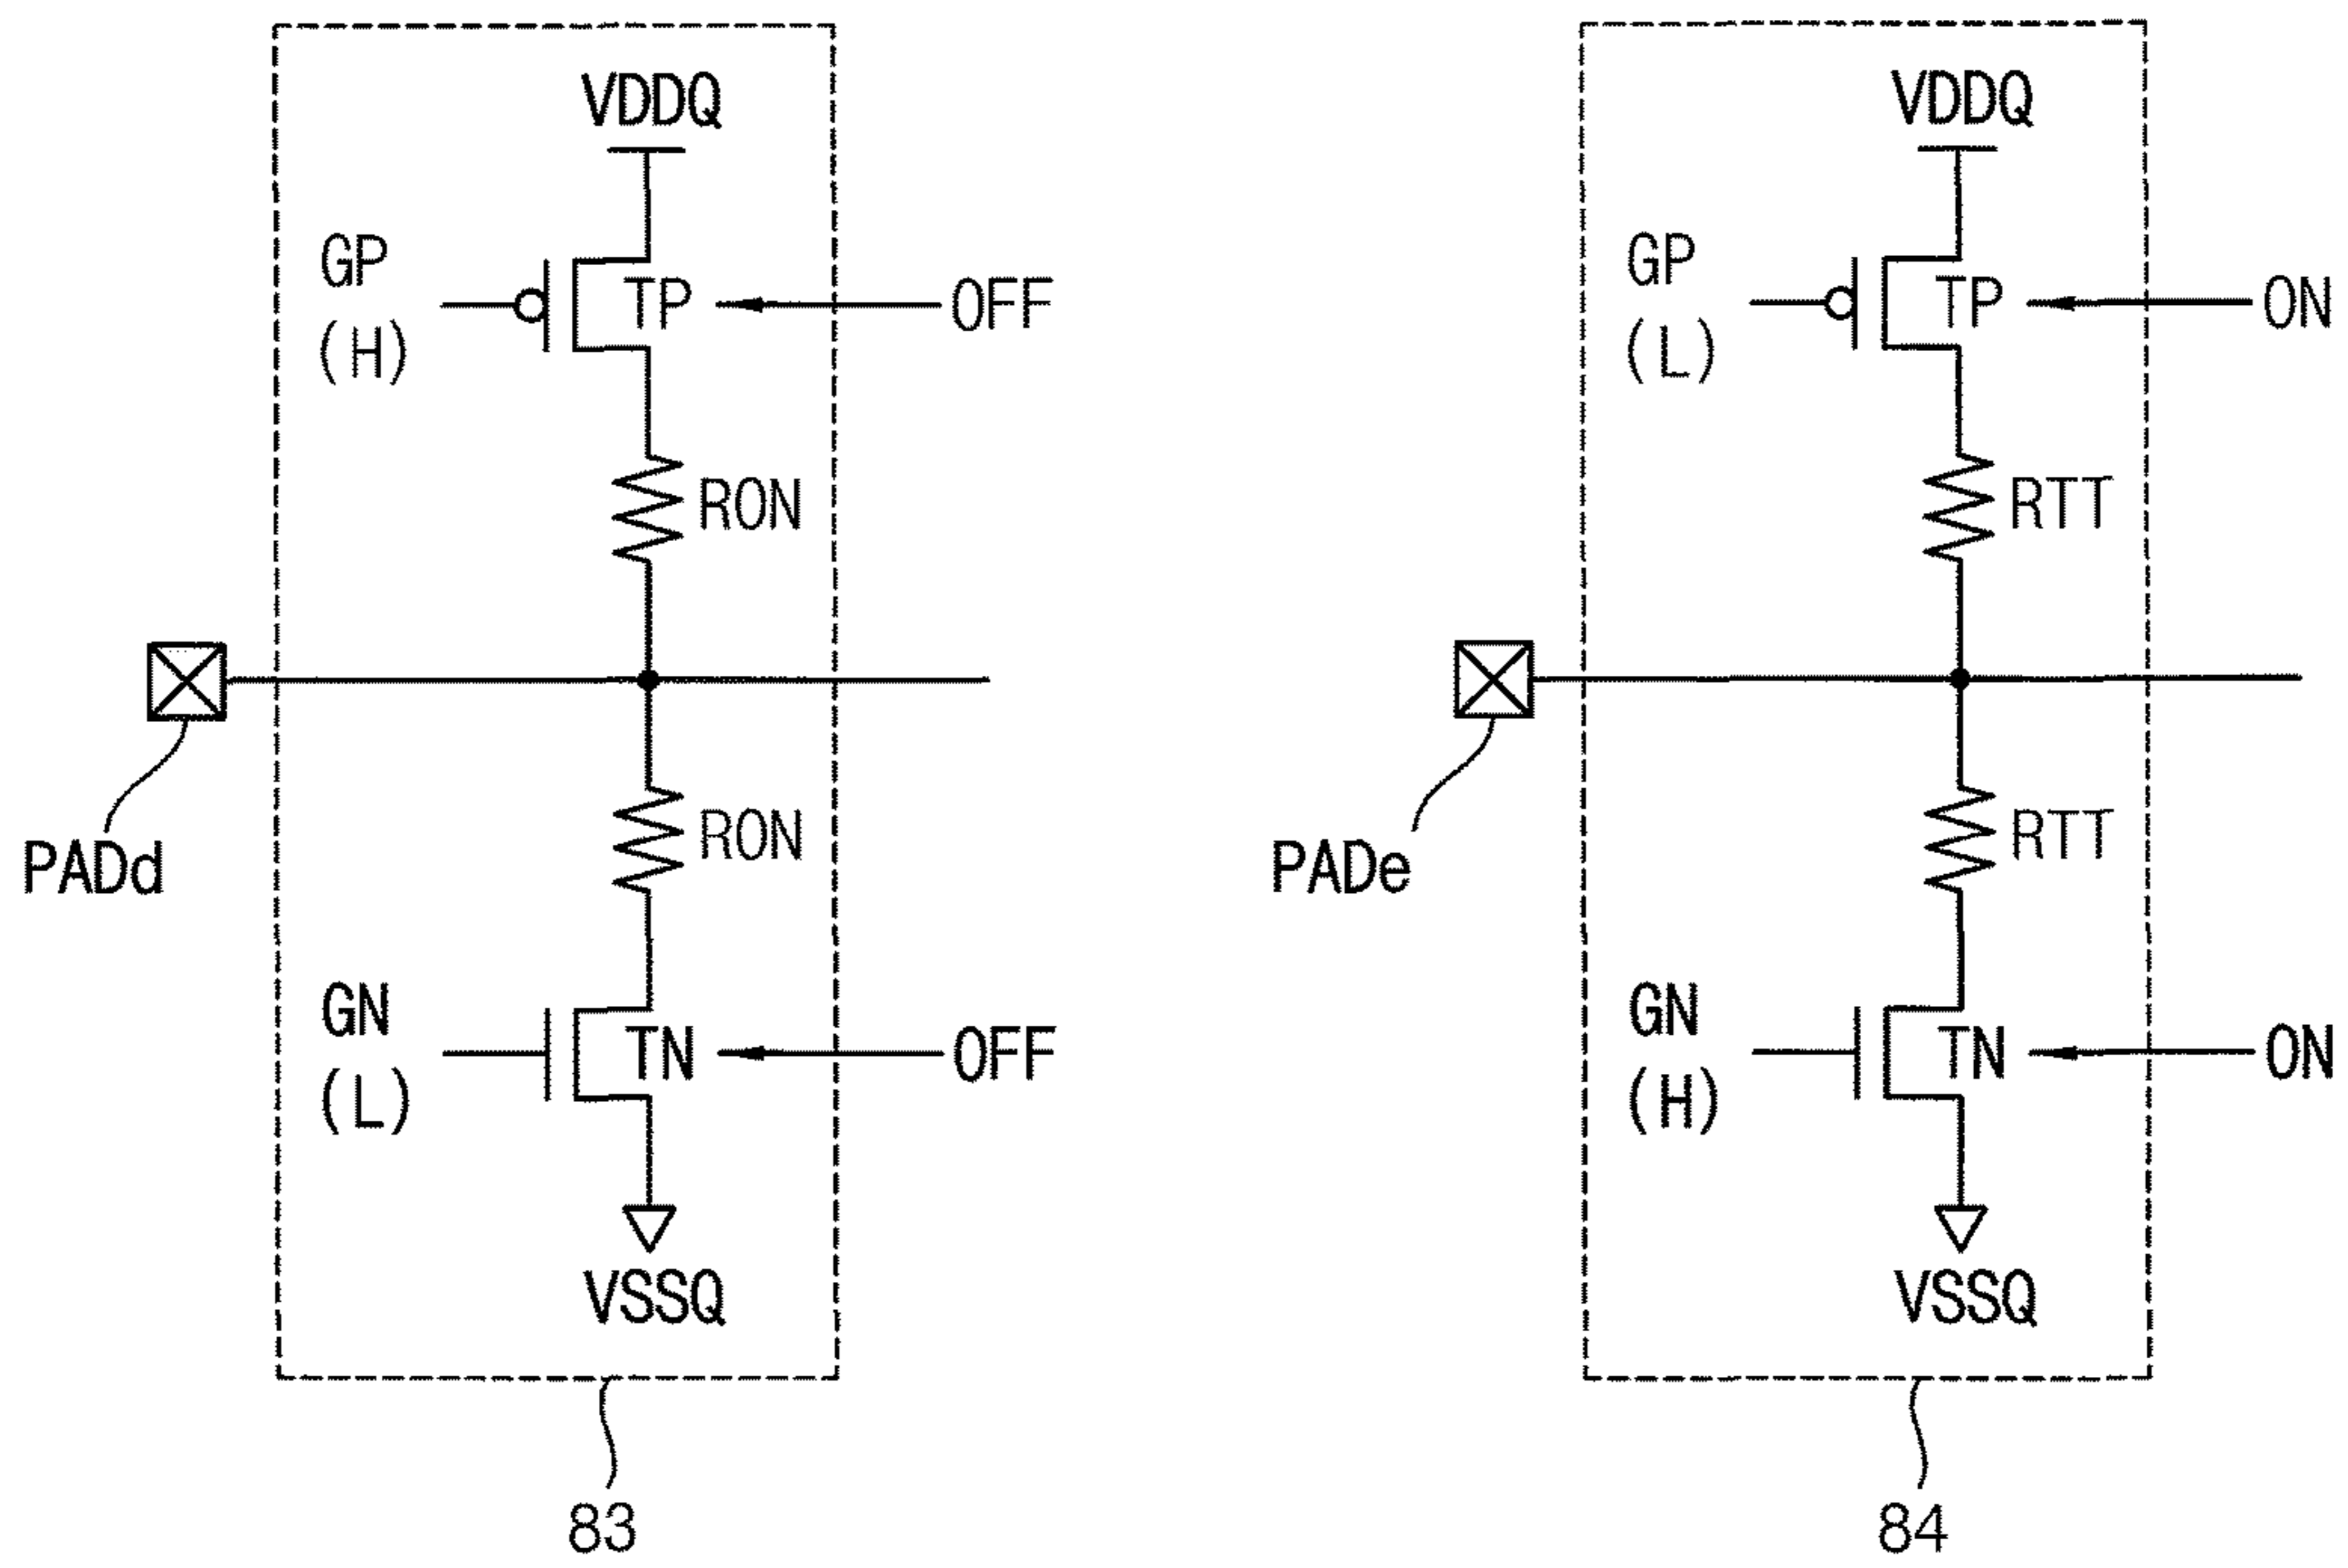 VDDQ
GP
(H)
TP
OFF
RON
PADd
RON
GN
(L)
TN
OFF
VSSQ
83
VDDQ
GP
(L)
TP
ON
RTT
PADe
RTT
GN
(H)
TN
ON
VSSQ
84